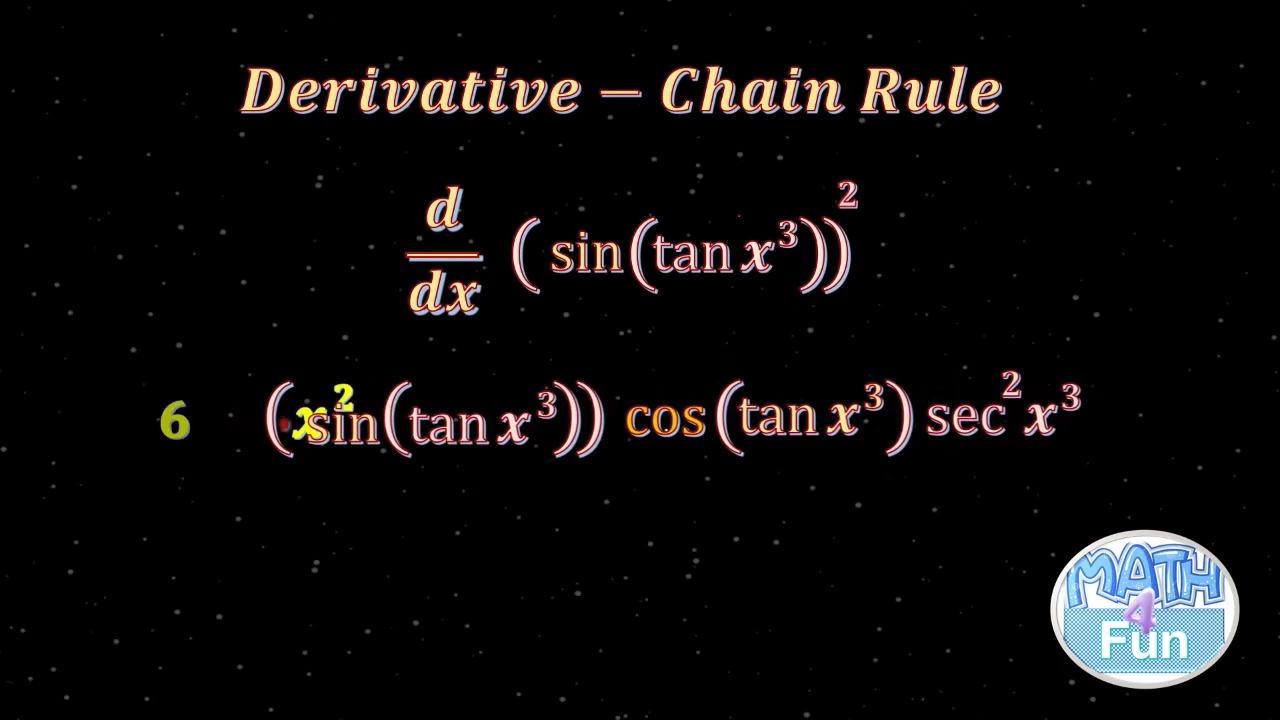 Derivative – Chain Rule
d/dx ( sin(tan x³))²
6 x² (sin(tan x³)) cos(tan x³) sec² x³
MATH
4
Fun